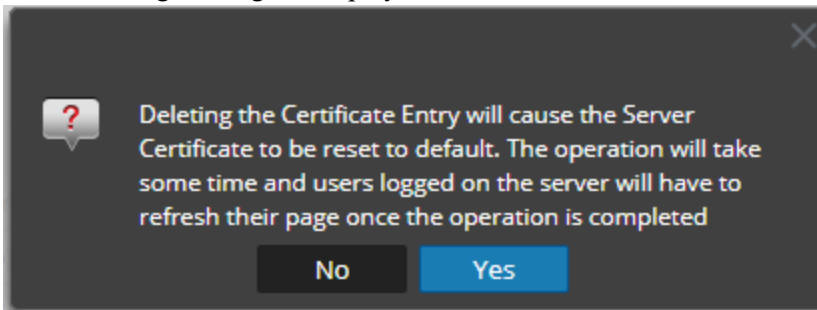 ?
Deleting the Certificate Entry will cause the Server
Certificate to be reset to default. The operation will take
some time and users logged on the server will have to
refresh their page once the operation is completed
No Yes